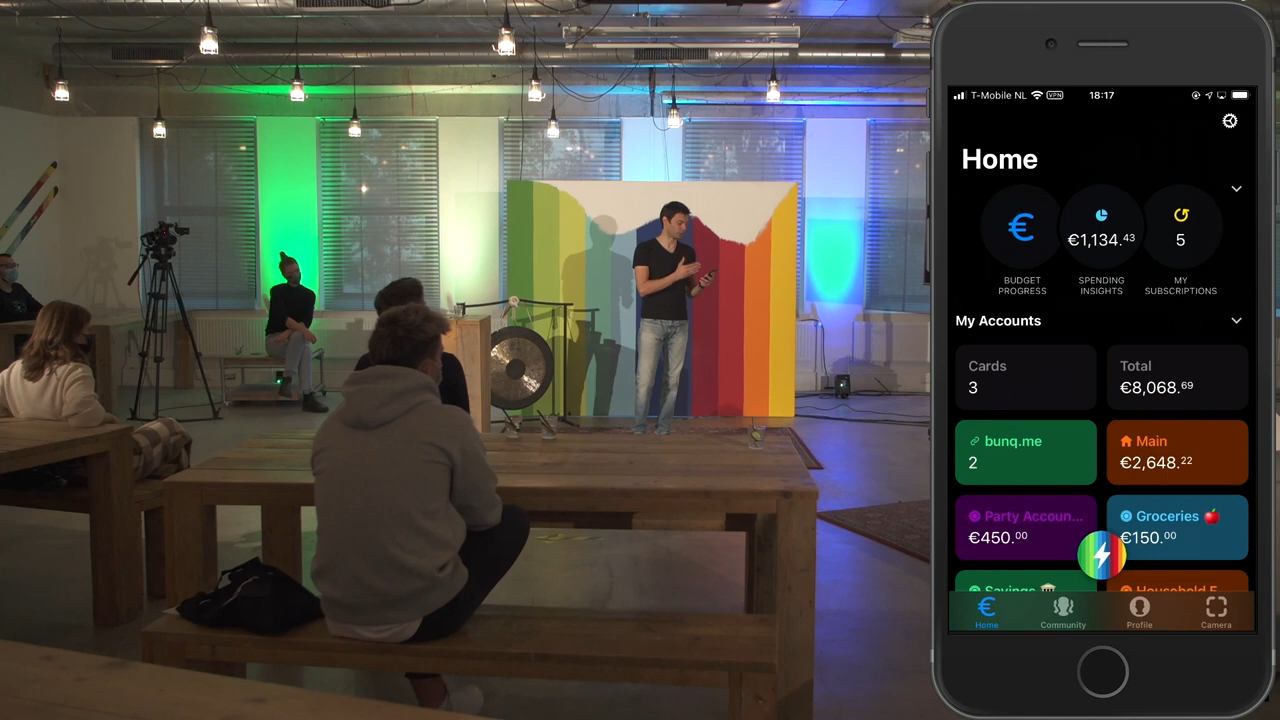 T-Mobile NL VPN 18:17
Home
€
€1,134.43
5
BUDGET PROGRESS
SPENDING INSIGHTS
MY SUBSCRIPTIONS
My Accounts
Cards
3
Total
€8,068.69
bunq.me
2
Main
€2,648.22
Party Accoun...
€450.00
Groceries 🍎
€150.00
Savings
Household E
€
Home
Community
Profile
Camera